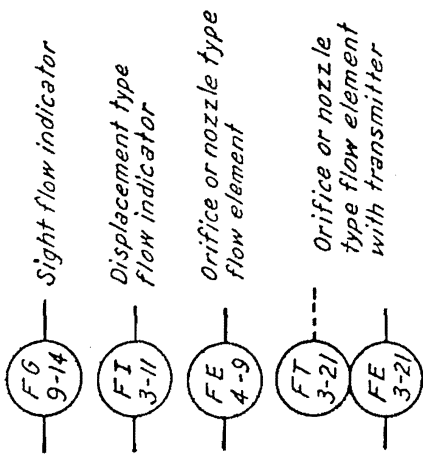 FG
9-14
Sight flow indicator
FI
3-11
Displacement type
flow indicator
FE
4-9
Orifice or nozzle type
flow element
FT
3-21
FE
3-21
Orifice or nozzle
type flow element
with transmitter